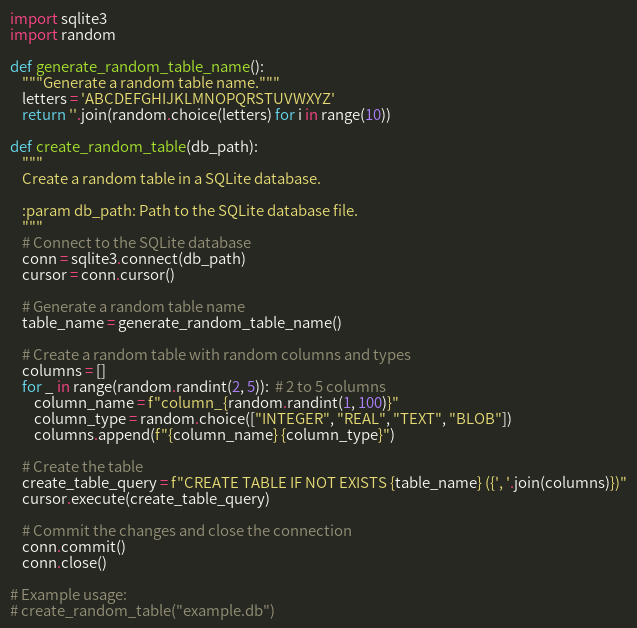 import sqlite3
import random

def generate_random_table_name():
    """Generate a random table name."""
    letters = 'ABCDEFGHIJKLMNOPQRSTUVWXYZ'
    return ''.join(random.choice(letters) for i in range(10))

def create_random_table(db_path):
    """
    Create a random table in a SQLite database.

    :param db_path: Path to the SQLite database file.
    """
    # Connect to the SQLite database
    conn = sqlite3.connect(db_path)
    cursor = conn.cursor()

    # Generate a random table name
    table_name = generate_random_table_name()

    # Create a random table with random columns and types
    columns = []
    for _ in range(random.randint(2, 5)):  # 2 to 5 columns
        column_name = f"column_{random.randint(1, 100)}"
        column_type = random.choice(["INTEGER", "REAL", "TEXT", "BLOB"])
        columns.append(f"{column_name} {column_type}")

    # Create the table
    create_table_query = f"CREATE TABLE IF NOT EXISTS {table_name} ({', '.join(columns)})"
    cursor.execute(create_table_query)

    # Commit the changes and close the connection
    conn.commit()
    conn.close()

# Example usage:
# create_random_table("example.db")